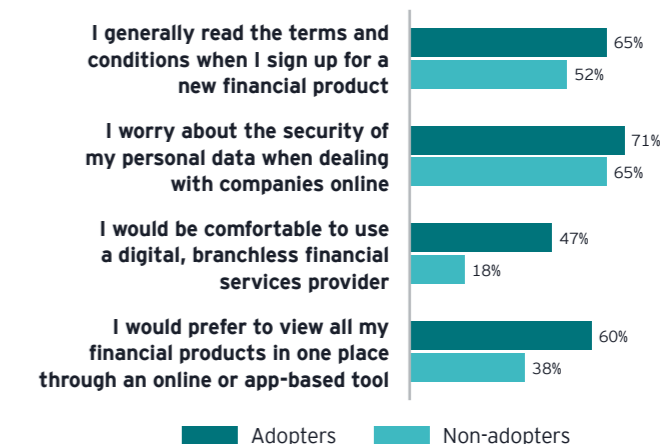 I generally read the terms and
conditions when I sign up for a
new financial product
65%
52%
I worry about the security of
my personal data when dealing
with companies online
71%
65%
I would be comfortable to use
a digital, branchless financial
services provider
47%
18%
I would prefer to view all my
financial products in one place
through an online or app-based tool
60%
38%
Adopters Non-adopters